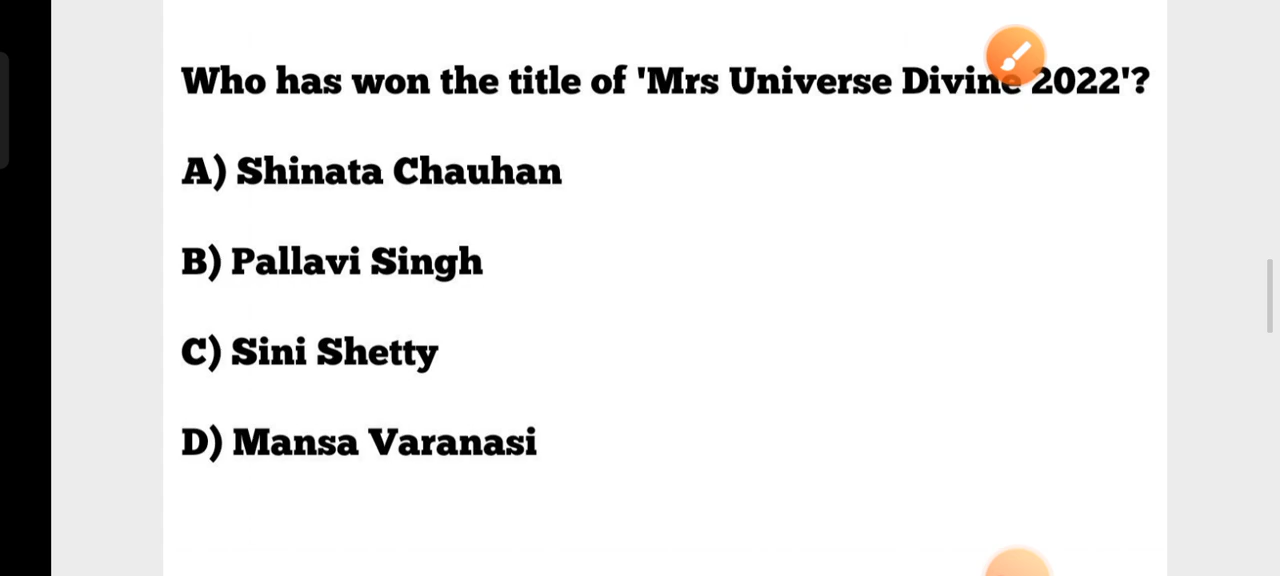 Who has won the title of 'Mrs Universe Divine 2022'?
A) Shinata Chauhan
B) Pallavi Singh
C) Sini Shetty
D) Mansa Varanasi